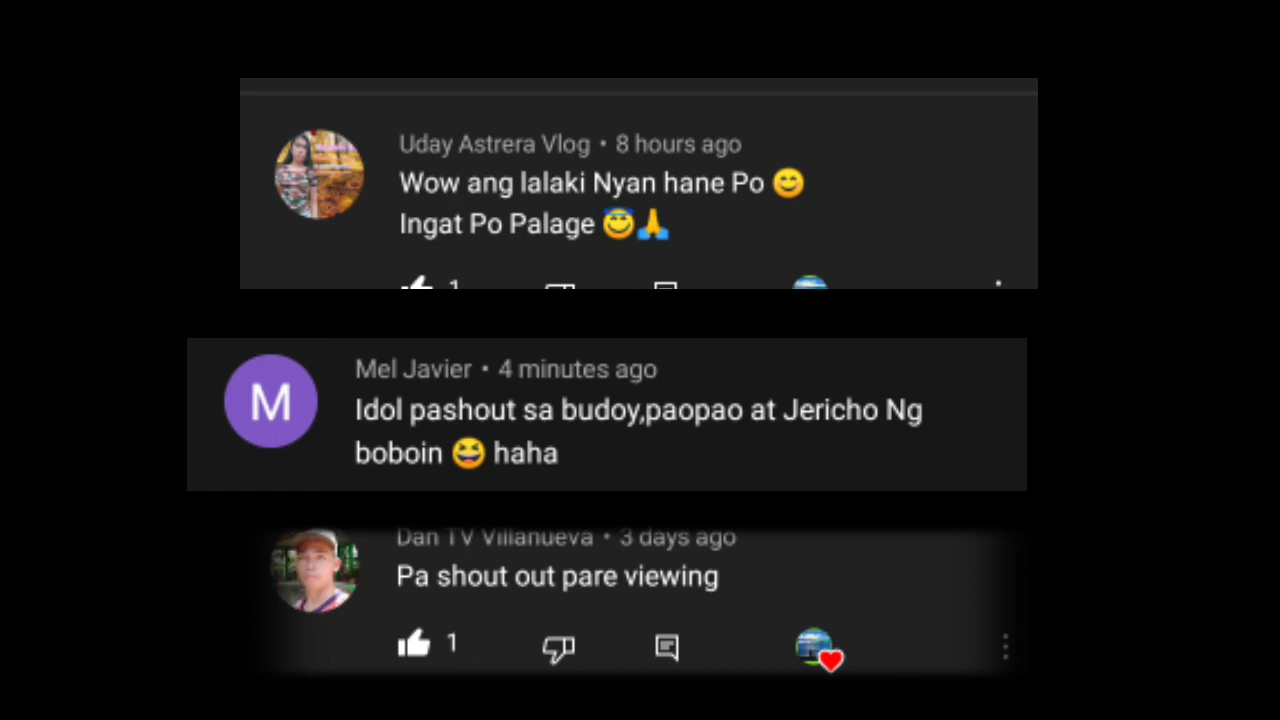 Uday Astrera Vlog • 8 hours ago
Wow ang lalaki Nyan hane Po 😊
Ingat Po Palage 😇🙏
1
M
Mel Javier • 4 minutes ago
Idol pashout sa budoy,paopao at Jericho Ng
boboin 😆 haha
Dan TV Villanueva • 3 days ago
Pa shout out pare viewing
1